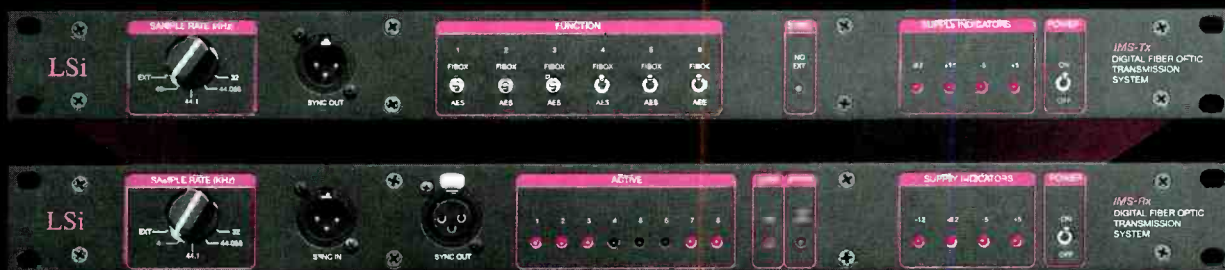 SAMPLE RATE (KHz)
FUNCTION
SUPPLY INDICATORS
POWER
LSi
1 2 3 4 5 6
FIBOX FIBOX FIBOX FIBOX FIBOX FIBOX
NO
EXT
ON
IMS-Tx
DIGITAL FIBER OPTIC
TRANSMISSION
SYSTEM
EXT 32
44.056
44.1
SYNC OUT
AES AES AES AES AES AES
-5 +5
OFF
SAMPLE RATE (KHz)
ACTIVE
SUPPLY INDICATORS
POWER
LSi
1 2 3 4 5 6 7 8
-12 -5 +5
ON
IMS-Rx
DIGITAL FIBER OPTIC
TRANSMISSION
SYSTEM
EXT 32
44.056
44.1
SYNC IN
SYNC OUT
OFF